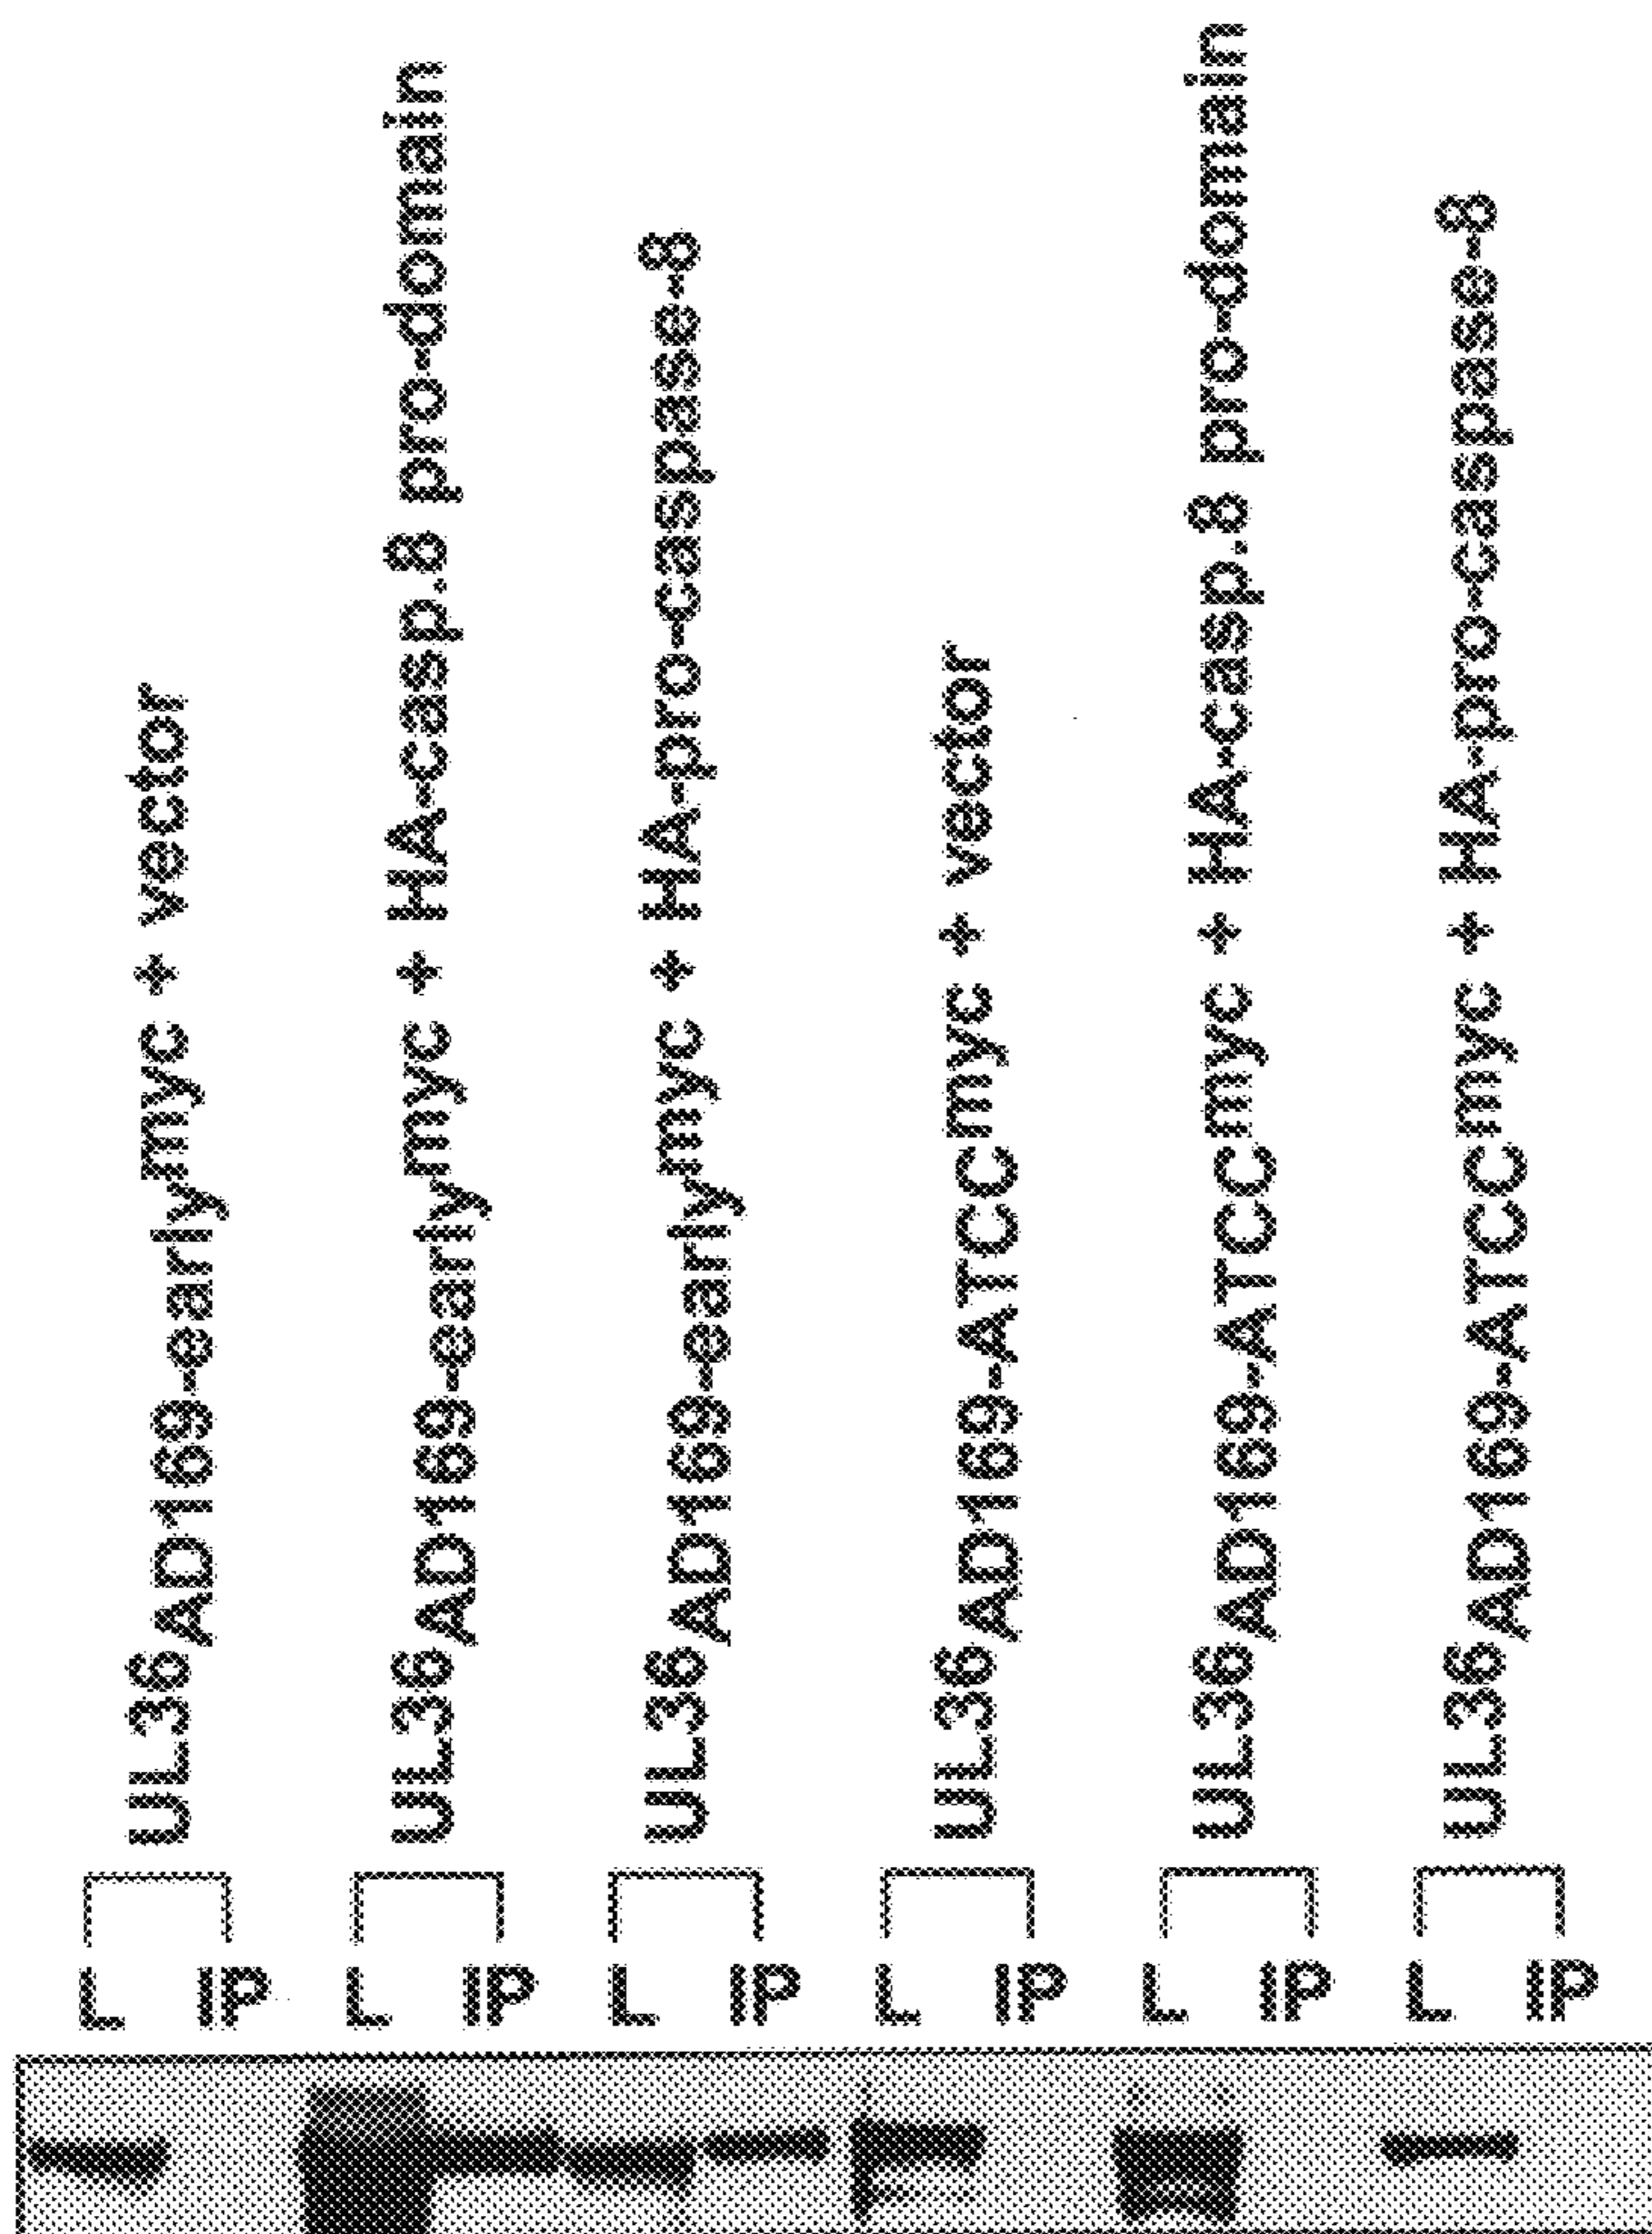 UL36AD169-earlymyc + vector
UL36AD169-earlymyc + HA-casp.8 pro-domain
UL36AD169-earlymyc + HA-pro-caspase-8
UL36AD169-ATCCmyc + vector
UL36AD169-ATCCmyc + HA-casp.8 pro-domain
UL36AD169-ATCCmyc + HA-pro-caspase-8
L IP L IP L IP L IP L IP L IP